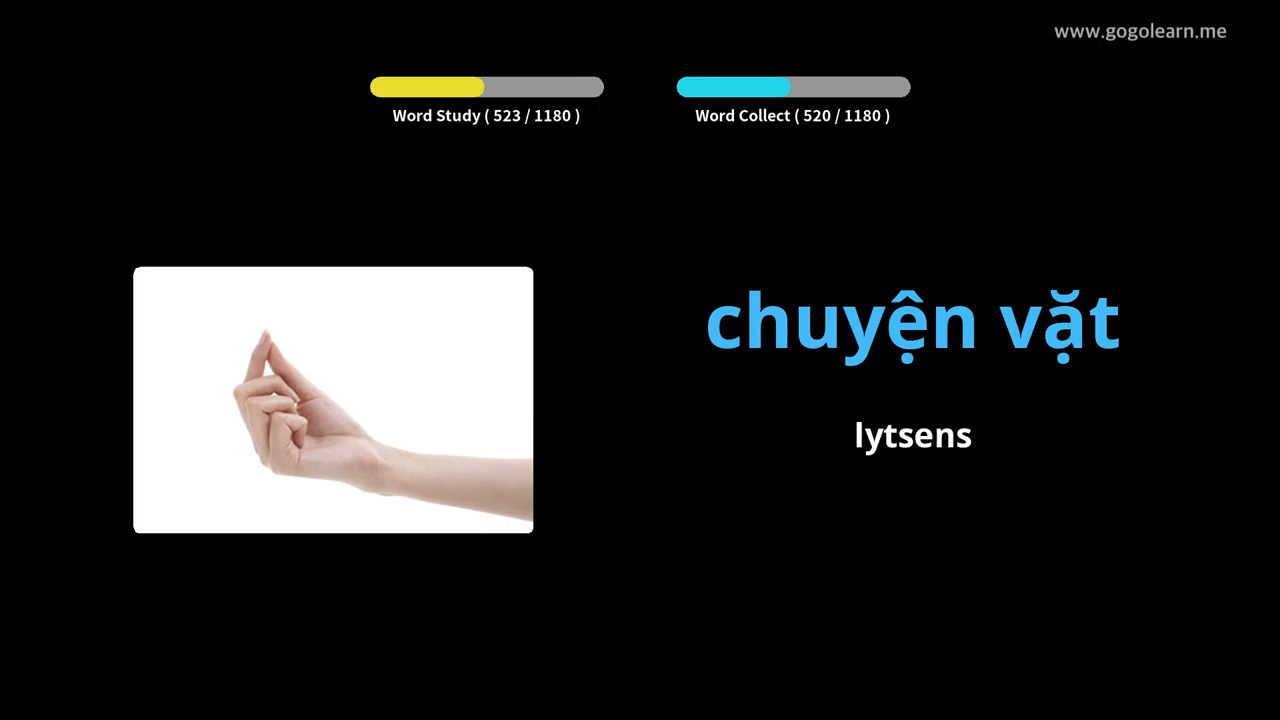 www.gogolearn.me
Word Study ( 523 / 1180 )
Word Collect ( 520 / 1180 )
chuyện vặt
lytsens